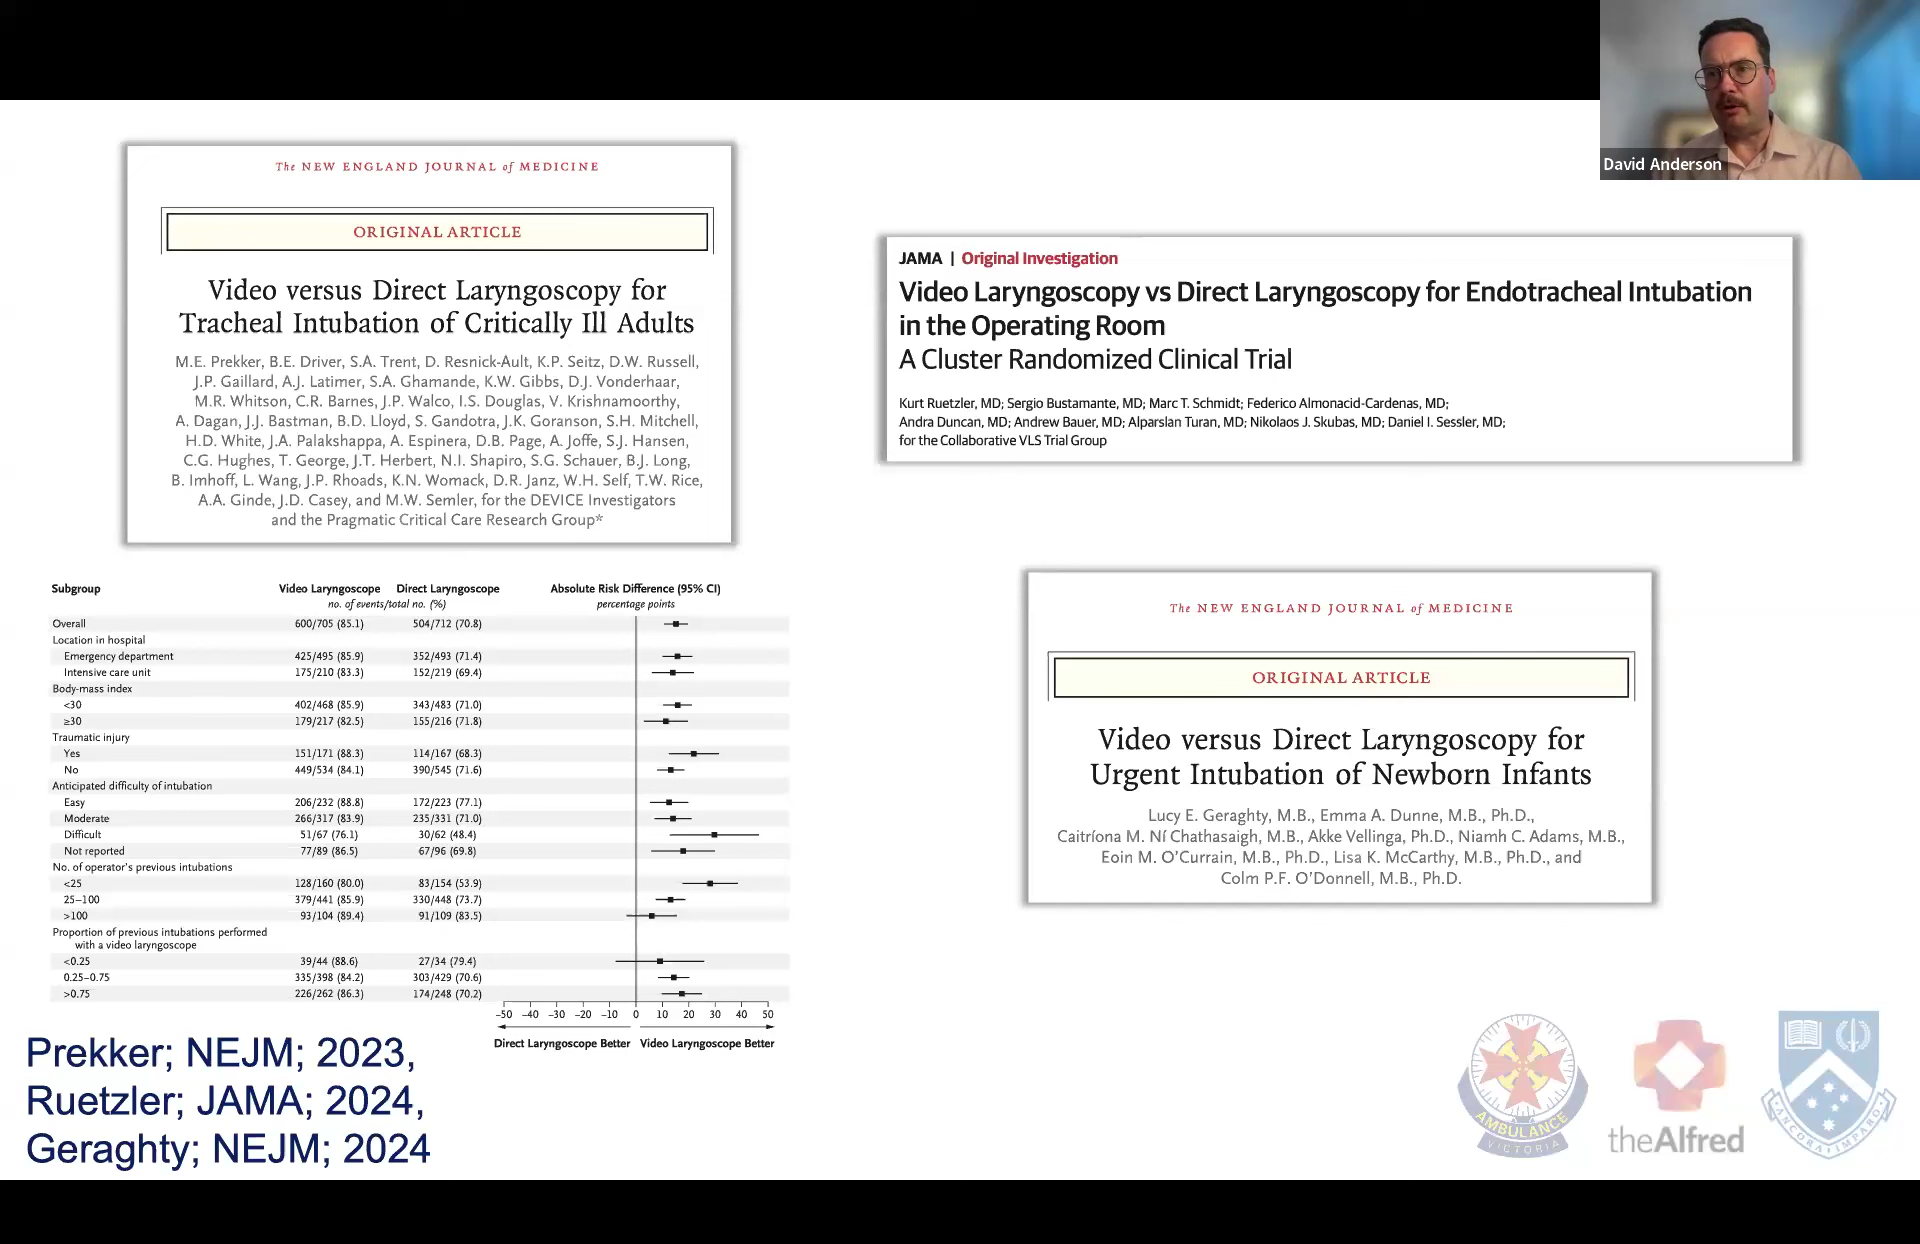 David Anderson
The NEW ENGLAND JOURNAL of MEDICINE
ORIGINAL ARTICLE
Video versus Direct Laryngoscopy for
Tracheal Intubation of Critically Ill Adults
M.E. Prekker, B.E. Driver, S.A. Trent, D. Resnick-Ault, K.P. Seitz, D.W. Russell,
J.P. Gaillard, A.J. Latimer, S.A. Ghamande, K.W. Gibbs, D.J. Vonderhaar,
M.R. Whitson, C.R. Barnes, J.P. Walco, I.S. Douglas, V. Krishnamoorthy,
A. Dagan, J.J. Bastman, B.D. Lloyd, S. Gandotra, J.K. Goranson, S.H. Mitchell,
H.D. White, J.A. Palakshappa, A. Espinera, D.B. Page, A. Joffe, S.J. Hansen,
C.G. Hughes, T. George, J.T. Herbert, N.I. Shapiro, S.G. Schauer, B.J. Long,
B. Imhoff, L. Wang, J.P. Rhoads, K.N. Womack, D.R. Janz, W.H. Self, T.W. Rice,
A.A. Ginde, J.D. Casey, and M.W. Semler, for the DEVICE Investigators
and the Pragmatic Critical Care Research Group*
JAMA | Original Investigation
Video Laryngoscopy vs Direct Laryngoscopy for Endotracheal Intubation
in the Operating Room
A Cluster Randomized Clinical Trial
Kurt Ruetzler, MD; Sergio Bustamante, MD; Marc T. Schmidt; Federico Almonacid-Cardenas, MD;
Andra Duncan, MD; Andrew Bauer, MD; Alparslan Turan, MD; Nikolaos J. Skubas, MD; Daniel I. Sessler, MD;
for the Collaborative VLS Trial Group
Subgroup Video Laryngoscope Direct Laryngoscope Absolute Risk Difference (95% CI)
no. of events/total no. (%) percentage points
Overall 600/705 (85.1) 504/712 (70.8)
Location in hospital
Emergency department 425/495 (85.9) 352/493 (71.4)
Intensive care unit 175/210 (83.3) 152/219 (69.4)
Body-mass index
<30 402/468 (85.9) 343/483 (71.0)
≥30 179/217 (82.5) 155/216 (71.8)
Traumatic injury
Yes 151/171 (88.3) 114/167 (68.3)
No 449/534 (84.1) 390/545 (71.6)
Anticipated difficulty of intubation
Easy 206/232 (88.8) 172/223 (77.1)
Moderate 266/317 (83.9) 235/331 (71.0)
Difficult 51/67 (76.1) 30/62 (48.4)
Not reported 77/89 (86.5) 67/96 (69.8)
No. of operator's previous intubations
<25 128/160 (80.0) 83/154 (53.9)
25–100 379/441 (85.9) 330/448 (73.7)
>100 93/104 (89.4) 91/109 (83.5)
Proportion of previous intubations performed
with a video laryngoscope
<0.25 39/44 (88.6) 27/34 (79.4)
0.25–0.75 335/398 (84.2) 303/429 (70.6)
>0.75 226/262 (86.3) 174/248 (70.2)
−50 −40 −30 −20 −10 0 10 20 30 40 50
Direct Laryngoscope Better Video Laryngoscope Better
The NEW ENGLAND JOURNAL of MEDICINE
ORIGINAL ARTICLE
Video versus Direct Laryngoscopy for
Urgent Intubation of Newborn Infants
Lucy E. Geraghty, M.B., Emma A. Dunne, M.B., Ph.D.,
Caitríona M. Ní Chathasaigh, M.B., Akke Vellinga, Ph.D., Niamh C. Adams, M.B.,
Eoin M. O'Currain, M.B., Ph.D., Lisa K. McCarthy, M.B., Ph.D., and
Colm P.F. O'Donnell, M.B., Ph.D.
Prekker; NEJM; 2023,
Ruetzler; JAMA; 2024,
Geraghty; NEJM; 2024
AMBULANCE
VICTORIA
theAlfred
ANCORA IMPARO